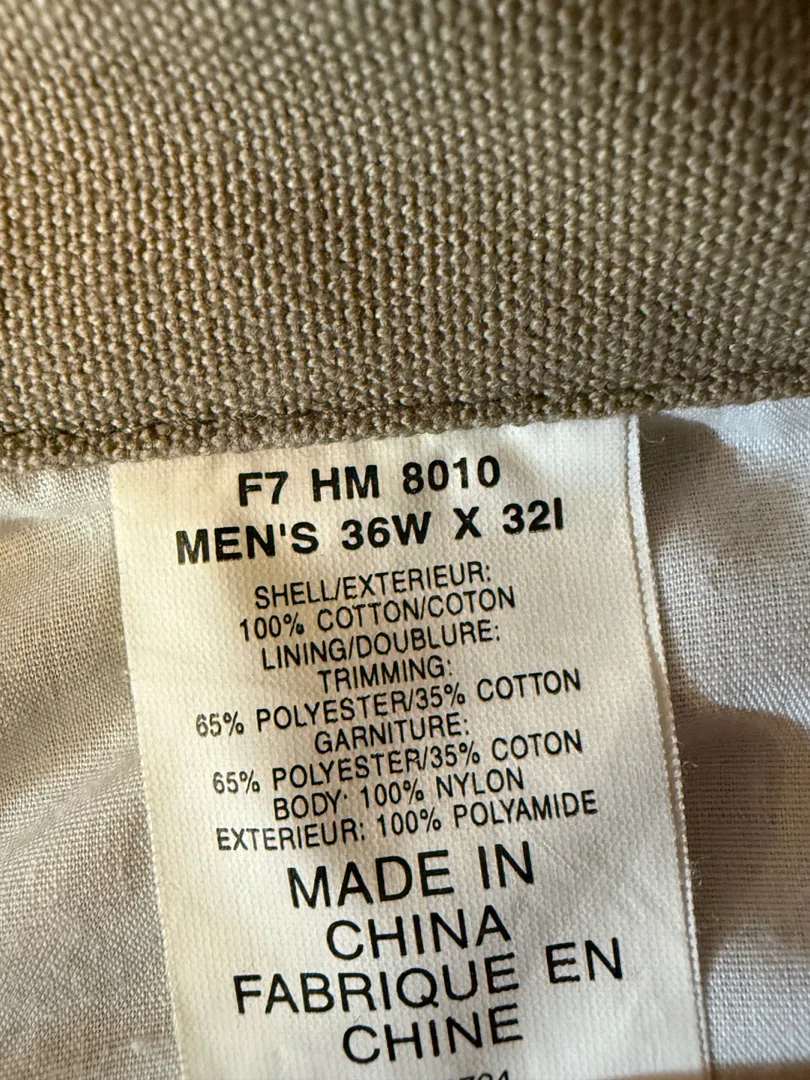 F7 HM 8010
MEN'S 36W X 32I
SHELL/EXTERIEUR:
100% COTTON/COTON
LINING/DOUBLURE:
TRIMMING:
65% POLYESTER/35% COTTON
GARNITURE:
65% POLYESTER/35% COTON
BODY: 100% NYLON
EXTERIEUR: 100% POLYAMIDE
MADE IN
CHINA
FABRIQUE EN
CHINE